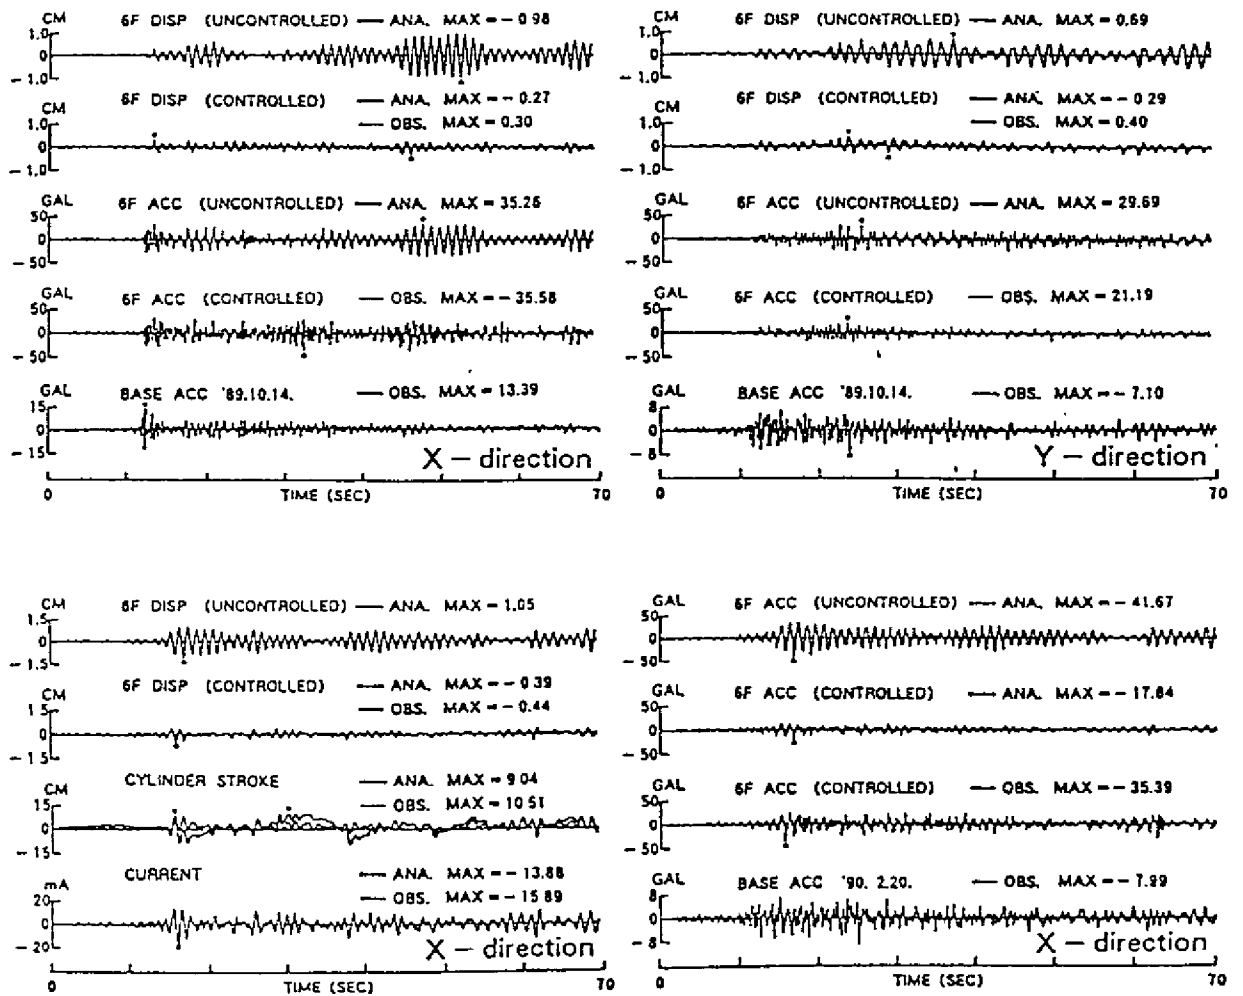 CM 6F DISP (UNCONTROLLED) — ANA. MAX = – 0.98
1.0
0
– 1.0
CM 6F DISP (CONTROLLED) — ANA. MAX = – 0.27
— OBS. MAX = 0.30
1.0
0
– 1.0
GAL 6F ACC (UNCONTROLLED) — ANA. MAX = 35.26
50
0
– 50
GAL 6F ACC (CONTROLLED) — OBS. MAX = – 35.58
50
0
– 50
GAL BASE ACC '89.10.14. — OBS. MAX = 13.39
15
0
– 15
X – direction
0 TIME (SEC) 70
CM 6F DISP (UNCONTROLLED) — ANA. MAX = 0.69
1.0
0
– 1.0
CM 6F DISP (CONTROLLED) — ANA. MAX = – 0.29
— OBS. MAX = 0.40
1.0
0
– 1.0
GAL 6F ACC (UNCONTROLLED) — ANA. MAX = 29.69
50
0
– 50
GAL 6F ACC (CONTROLLED) — OBS. MAX = 21.19
50
0
– 50
GAL BASE ACC '89.10.14. — OBS. MAX = – 7.10
8
0
– 8
Y – direction
0 TIME (SEC) 70
CM 6F DISP (UNCONTROLLED) — ANA. MAX = 1.05
1.5
0
– 1.5
CM 6F DISP (CONTROLLED) — ANA. MAX = – 0.39
— OBS. MAX = – 0.44
1.5
0
– 1.5
CM CYLINDER STROKE — ANA. MAX = 9.04
— OBS. MAX = 10.51
15
0
– 15
mA CURRENT — ANA. MAX = – 13.88
— OBS. MAX = – 15.89
20
0
– 20
X – direction
0 TIME (SEC) 70
GAL 6F ACC (UNCONTROLLED) — ANA. MAX = – 41.67
50
0
– 50
GAL 6F ACC (CONTROLLED) — ANA. MAX = – 17.84
50
0
– 50
GAL 6F ACC (CONTROLLED) — OBS. MAX = – 35.39
50
0
– 50
GAL BASE ACC '90. 2.20. — OBS. MAX = – 7.99
8
0
– 8
X – direction
0 TIME (SEC) 70